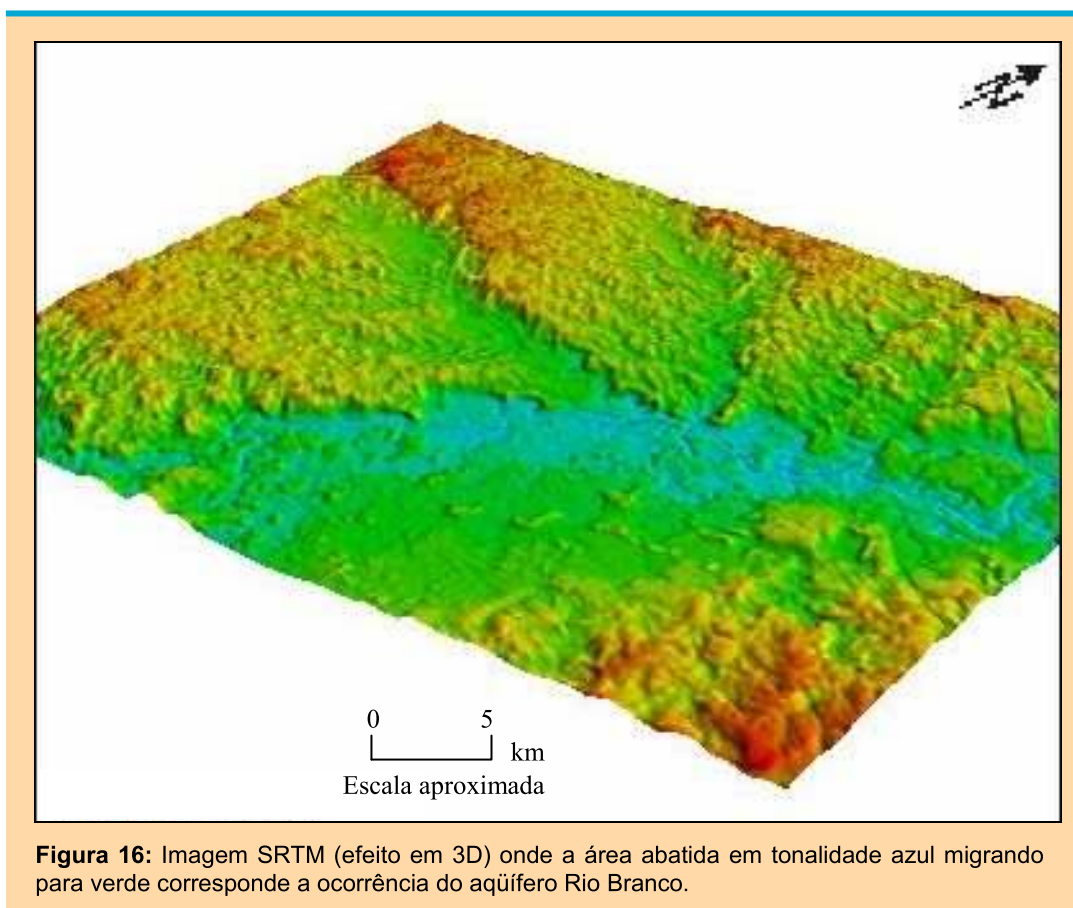 0 5
km
Escala aproximada
Figura 16: Imagem SRTM (efeito em 3D) onde a área abatida em tonalidade azul migrando
para verde corresponde a ocorrência do aqüífero Rio Branco.